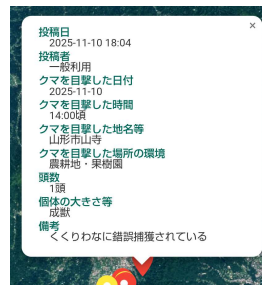 ×
投稿日
2025-11-10 18:04
投稿者
一般利用
クマを目撃した日付
2025-11-10
クマを目撃した時間
14:00頃
クマを目撃した地名等
山形市山寺
クマを目撃した場所の環境
農耕地・果樹園
頭数
1頭
個体の大きさ等
成獣
備考
くくりわなに錯誤捕獲されている